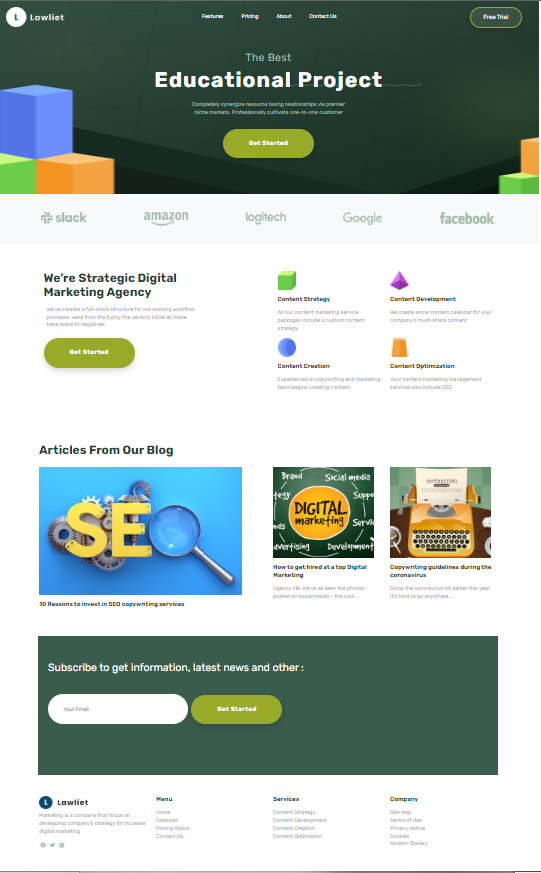 L Lawliet
Features Pricing About Contact Us
Free Trial
The Best
Educational Project
Completely synergize resource taxing relationships via premier
niche markets. Professionally cultivate one-to-one customer
Get Started
slack amazon logitech Google facebook
We're Strategic Digital
Marketing Agency
We've created a full-stack structure for our working workflow
processe, were from the funny the century initial all made,
have spare to negatives
Get Started
Content Strategy
All our content marketing service
packages include a custom content
strategy
Content Development
We create some content calendar for your
company's must-share content
Content Creation
Experienced in copywriting and marketing
team begins creating content
Content Optimization
Your content marketing management
services also include SEO
Articles From Our Blog
SE
10 Reasons to invest in SEO copywriting services
Brand Social media
tegy Suppo
DIGITAL
marketing
nds Servic
dvertising Development
How to get hired at a top Digital
Marketing
Agency life. We've all seen the photos
posted on social media – the cool...
COPYWRITING
Copywriting guidelines during the
coronavirus
Since the coronavirus hit earlier this year,
it's hard to go anywhere...
Subscribe to get information, latest news and other :
Your Email
Get Started
L Lawliet
Marketing is a company that focus on
developing company's strategy for increase
digital marketing
Menu
Home
Features
Pricing About
Contact Us
Services
Content Strategy
Content Development
Content Creation
Content Optimazion
Company
Site map
Terms of Use
Privacy Notice
Cookies
Modern Slavery